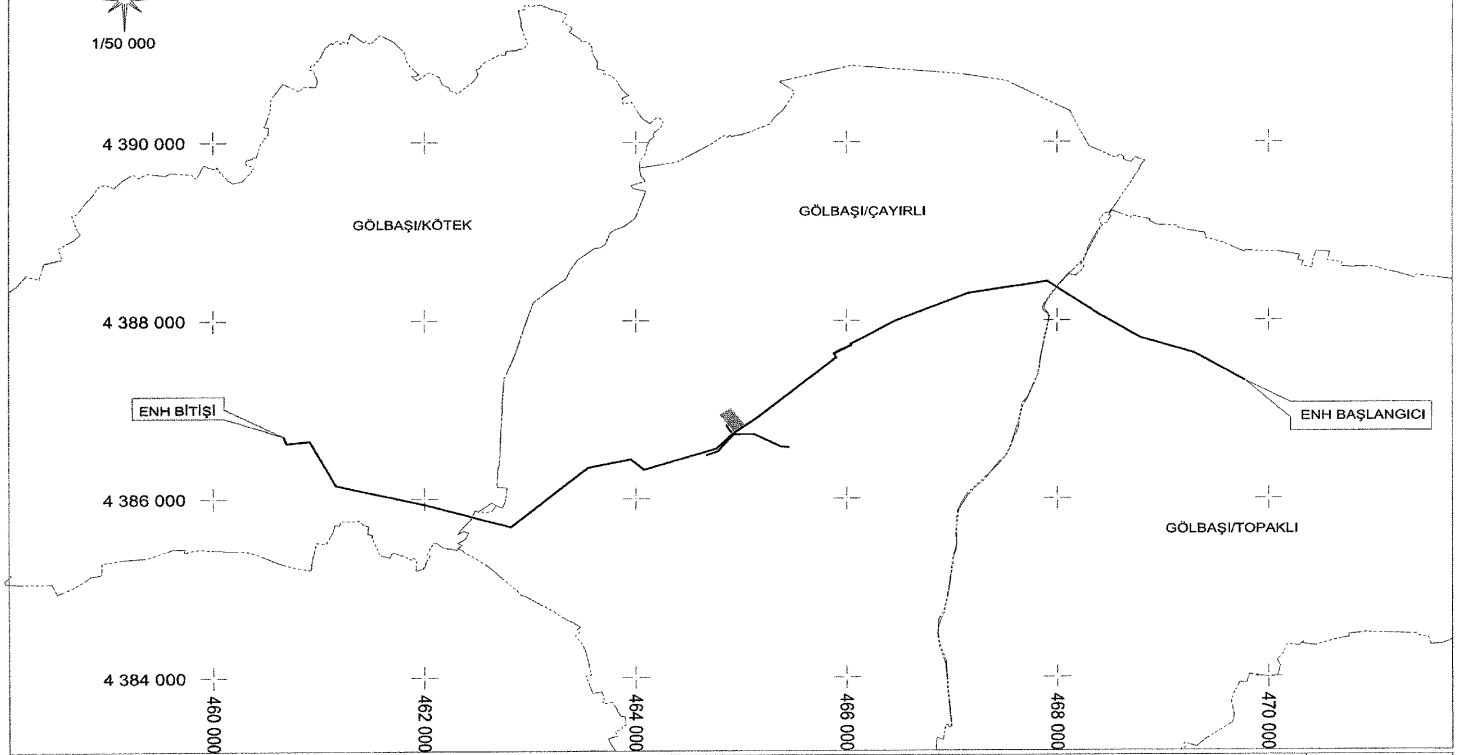 1/50 000
4 390 000
GÖLBAŞI/KÖTEK
GÖLBAŞI/ÇAYIRLI
4 388 000
ENH BİTİŞİ
ENH BAŞLANGICI
4 386 000
GÖLBAŞI/TOPAKLI
4 384 000
460 000
462 000
464 000
466 000
468 000
470 000